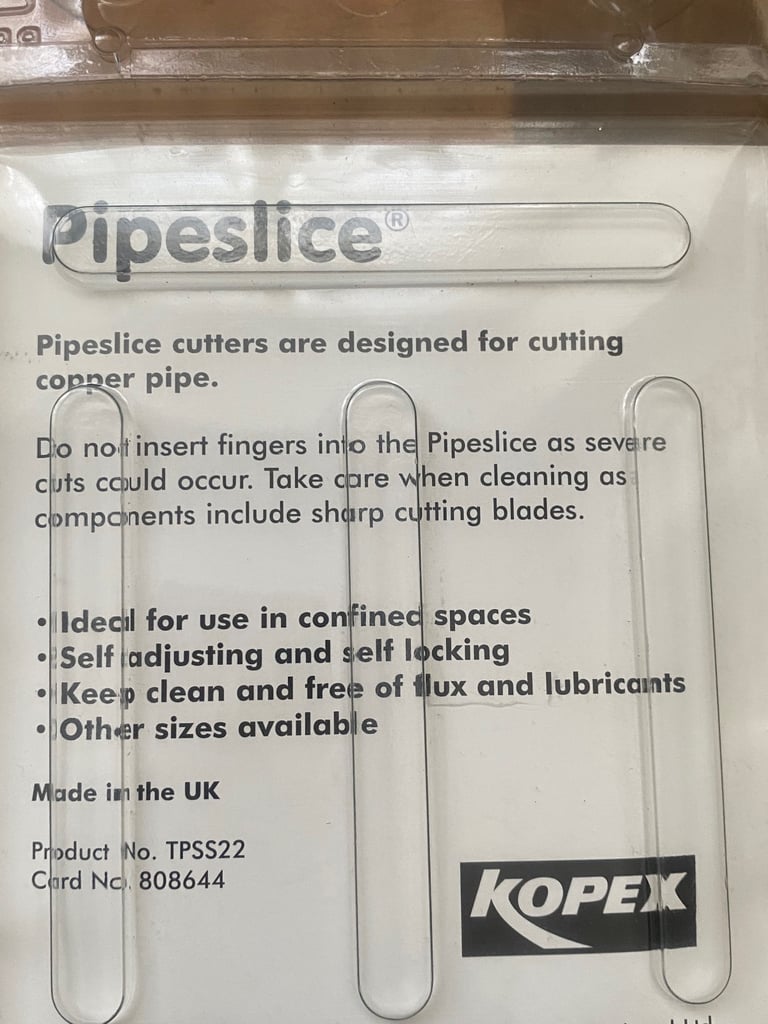 Pipeslice®
Pipeslice cutters are designed for cutting
copper pipe.
Do not insert fingers into the Pipeslice as severe
cuts could occur. Take care when cleaning as
components include sharp cutting blades.
• Ideal for use in confined spaces
• Self adjusting and self locking
• Keep clean and free of flux and lubricants
• Other sizes available
Made in the UK
Product No. TPSS22
Card No. 808644
KOPEX